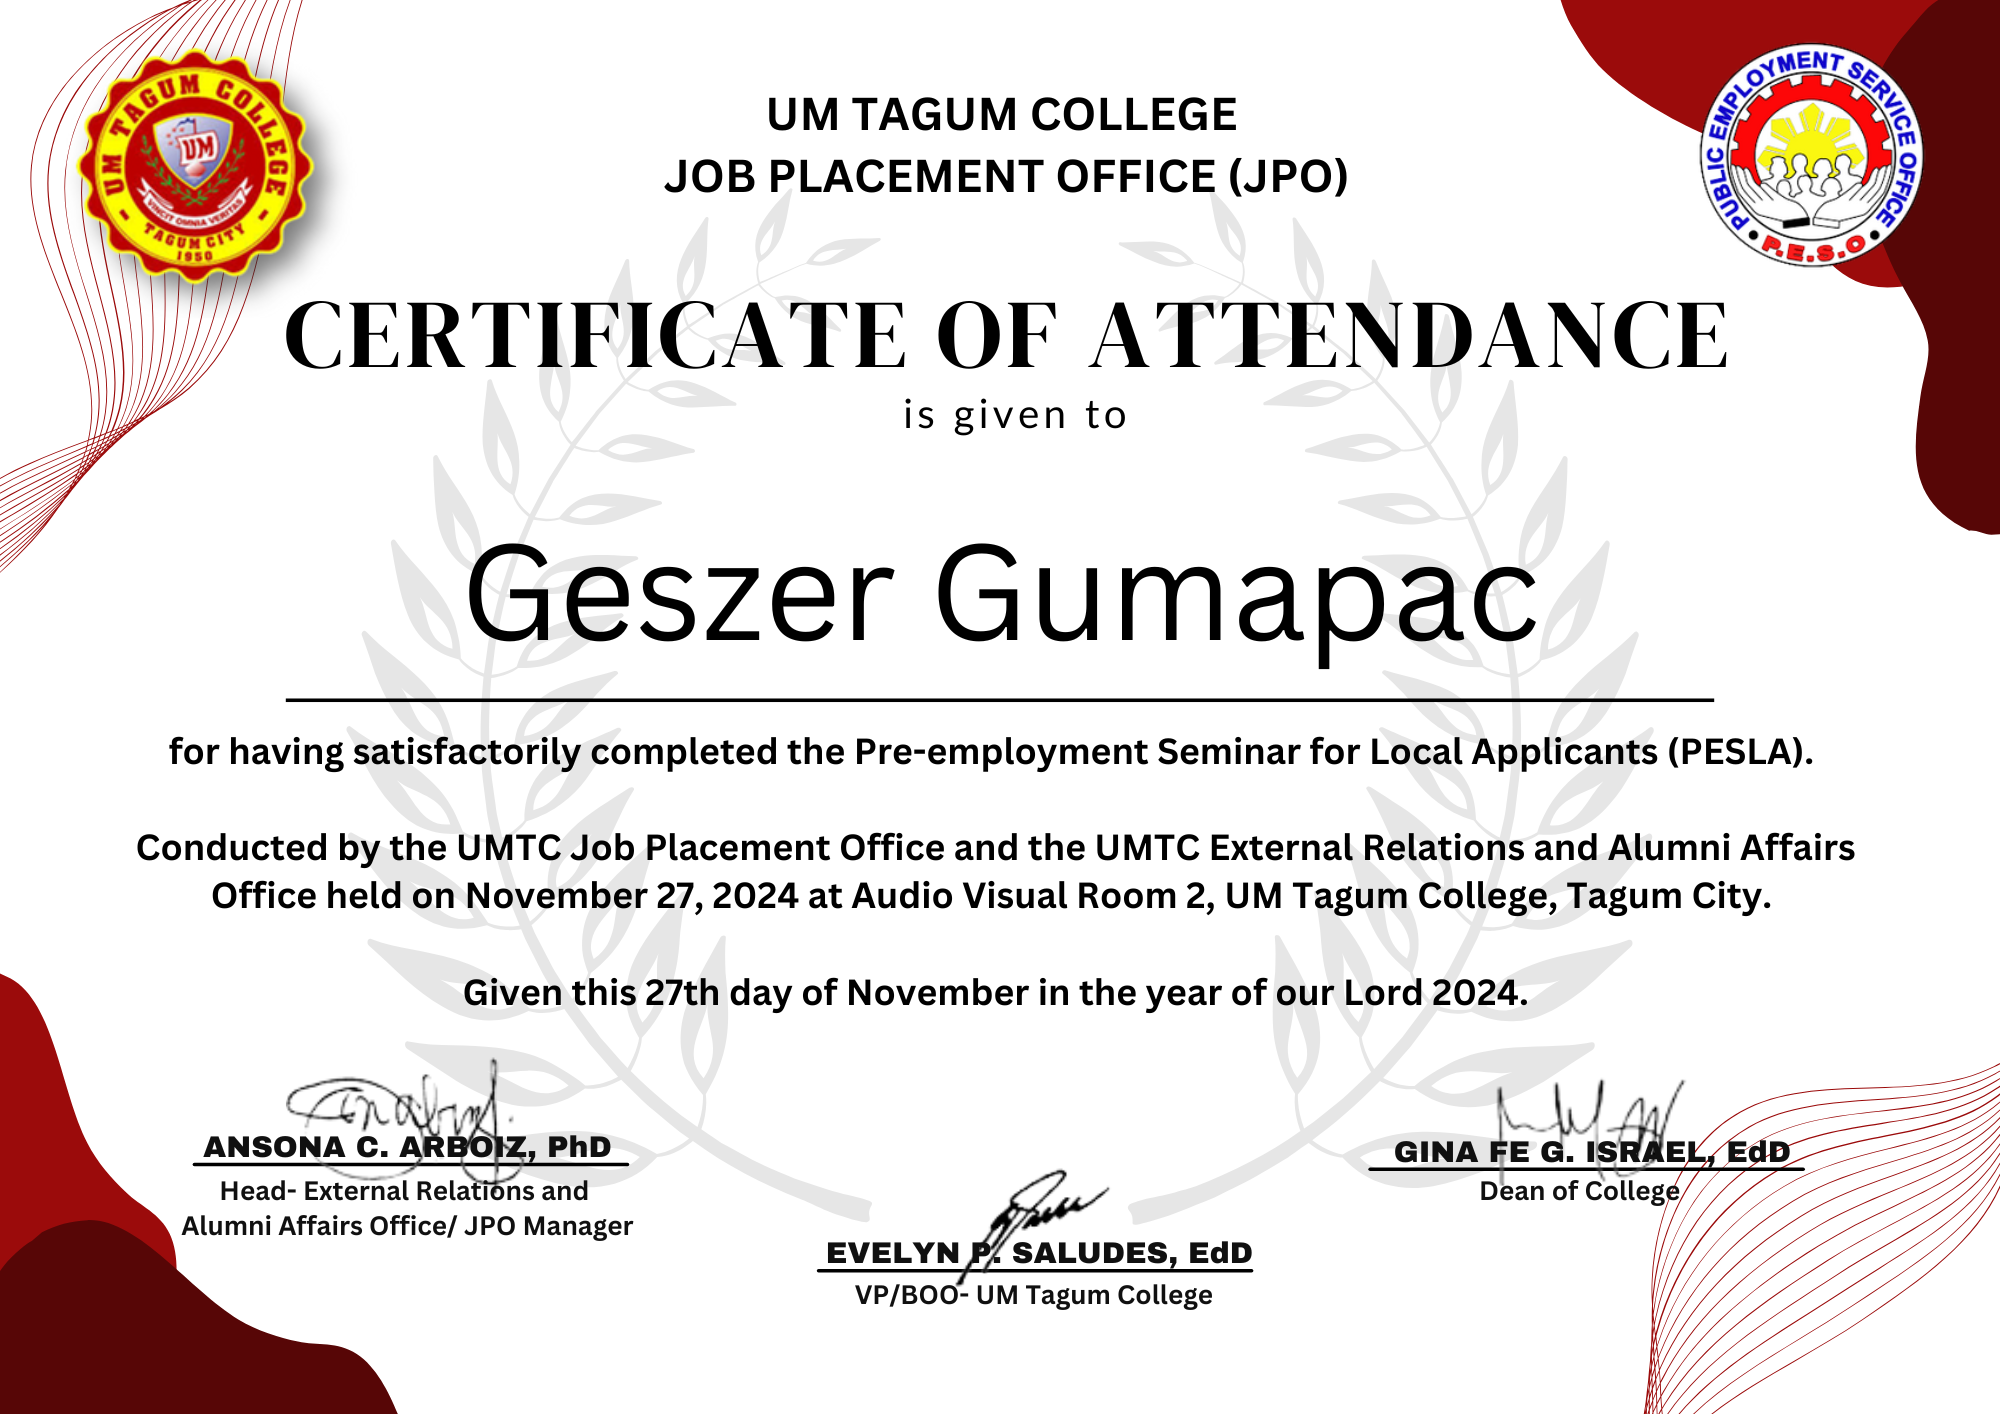 UM TAGUM COLLEGE
UM
VINCIT OMNIA VERITAS
TAGUM CITY
1950
PUBLIC EMPLOYMENT SERVICE OFFICE
P.E.S.O
UM TAGUM COLLEGE
JOB PLACEMENT OFFICE (JPO)
CERTIFICATE OF ATTENDANCE
is given to
Geszer Gumapac
for having satisfactorily completed the Pre-employment Seminar for Local Applicants (PESLA).
Conducted by the UMTC Job Placement Office and the UMTC External Relations and Alumni Affairs
Office held on November 27, 2024 at Audio Visual Room 2, UM Tagum College, Tagum City.
Given this 27th day of November in the year of our Lord 2024.
ANSONA C. ARBOIZ, PhD
Head- External Relations and
Alumni Affairs Office/ JPO Manager
GINA FE G. ISRAEL, EdD
Dean of College
EVELYN P. SALUDES, EdD
VP/BOO- UM Tagum College